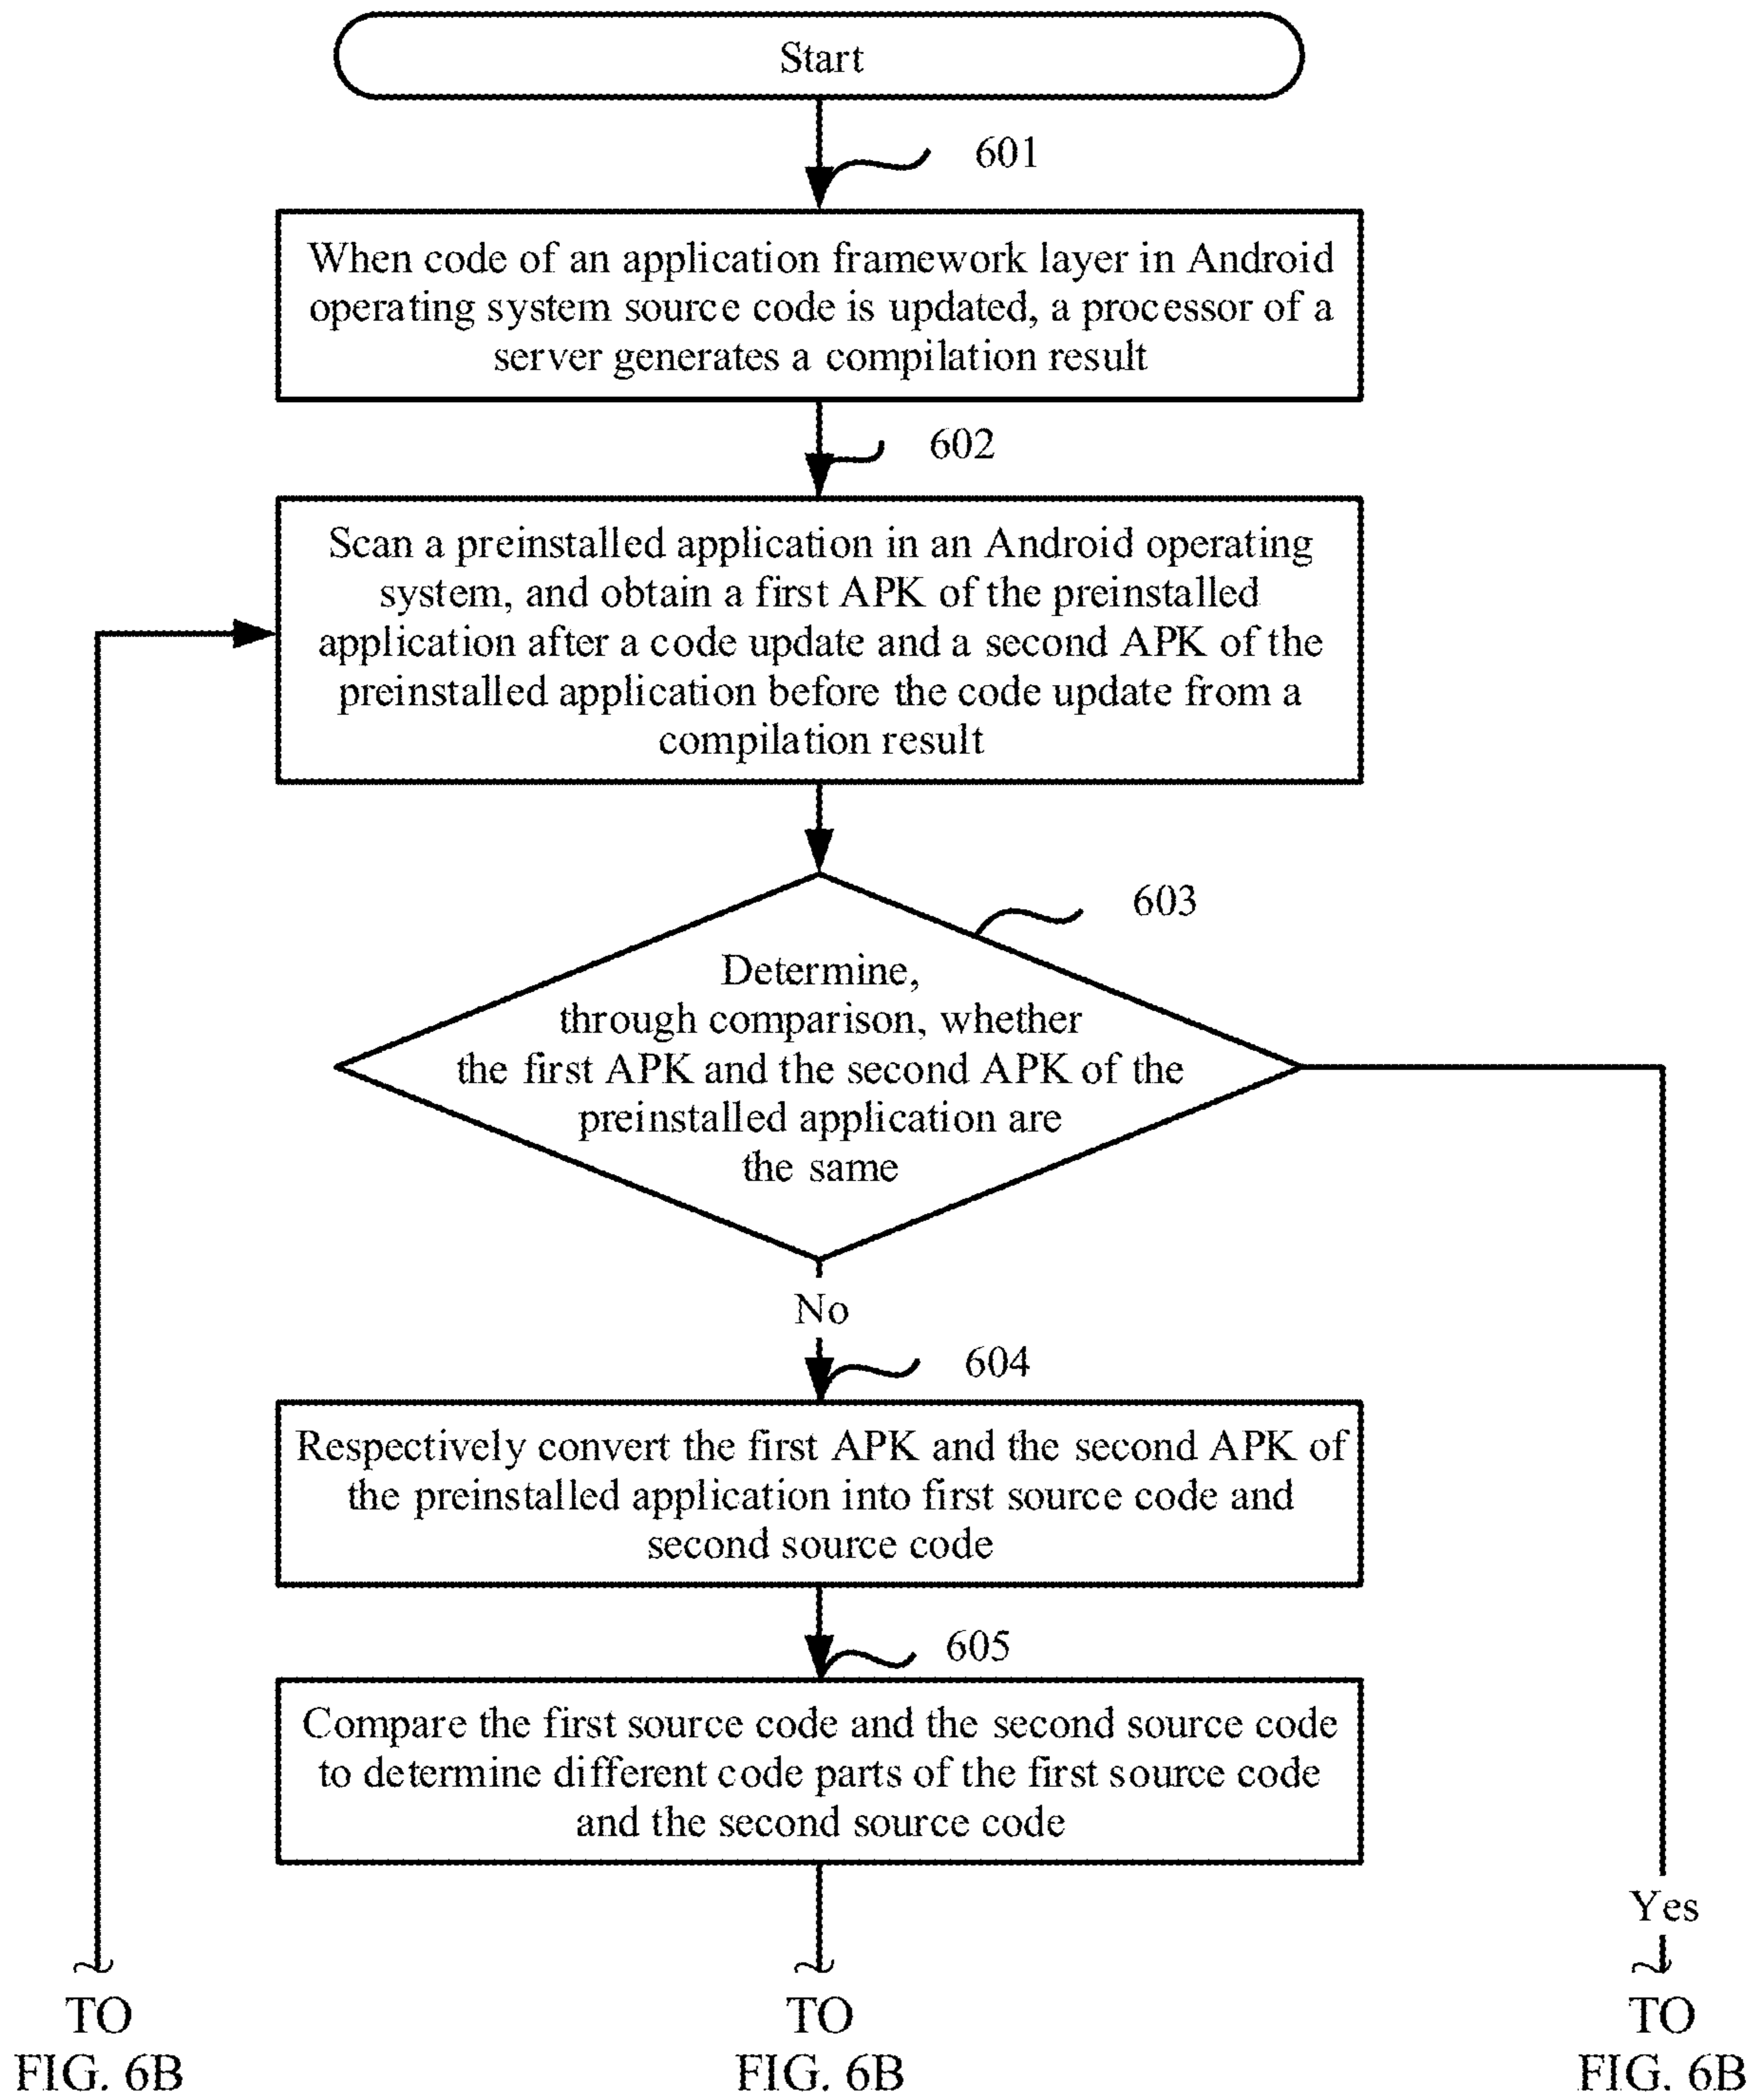 Start
601
When code of an application framework layer in Android
operating system source code is updated, a processor of a
server generates a compilation result
602
Scan a preinstalled application in an Android operating
system, and obtain a first APK of the preinstalled
application after a code update and a second APK of the
preinstalled application before the code update from a
compilation result
603
Determine,
through comparison, whether
the first APK and the second APK of the
preinstalled application are
the same
No
604
Respectively convert the first APK and the second APK of
the preinstalled application into first source code and
second source code
605
Compare the first source code and the second source code
to determine different code parts of the first source code
and the second source code
Yes
TO
FIG. 6B
TO
FIG. 6B
TO
FIG. 6B